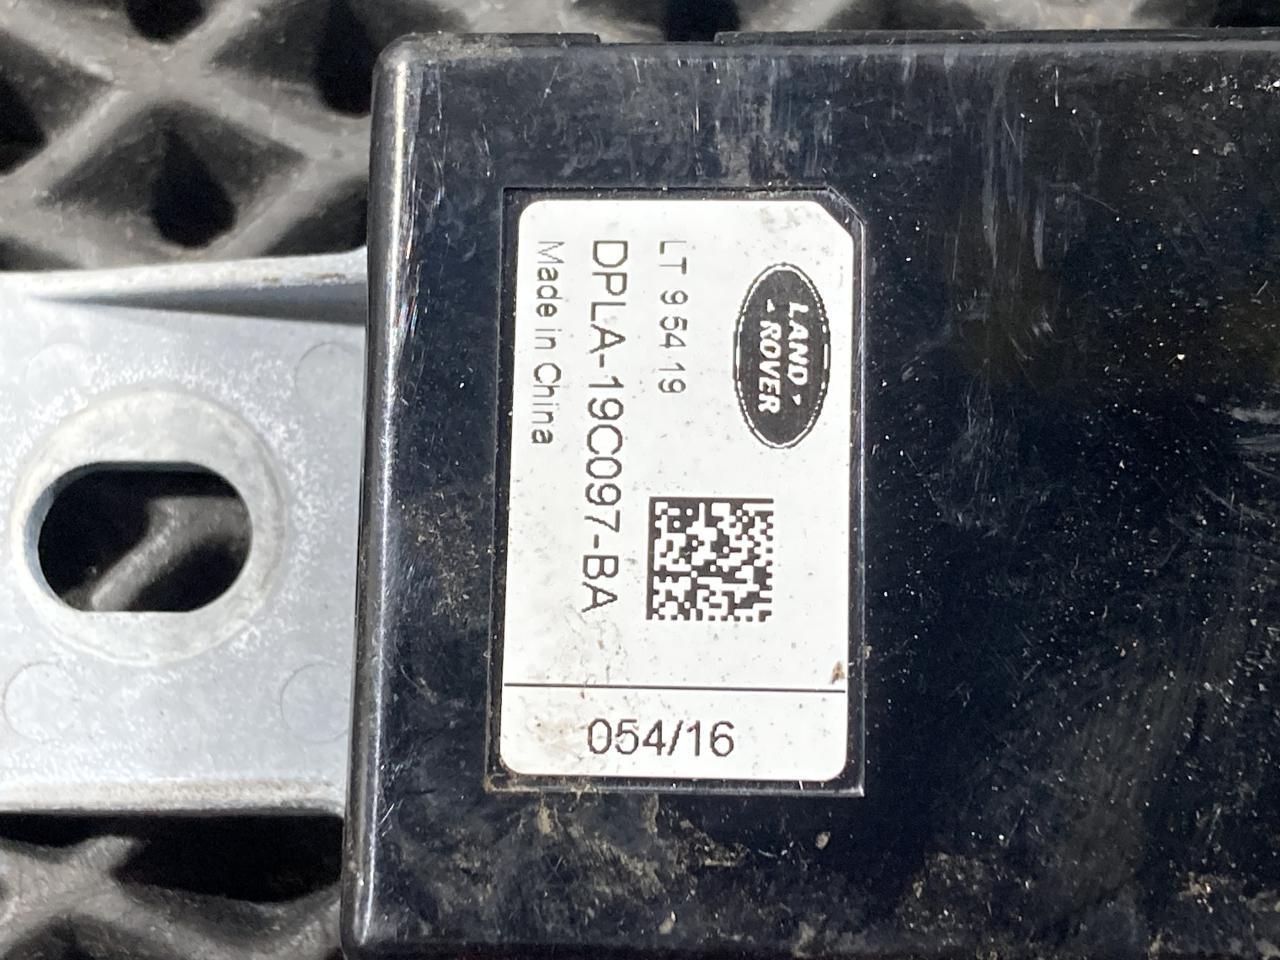 LAND
ROVER
LT 9 54 19
DPLA-19C097-BA
Made in China
054/16